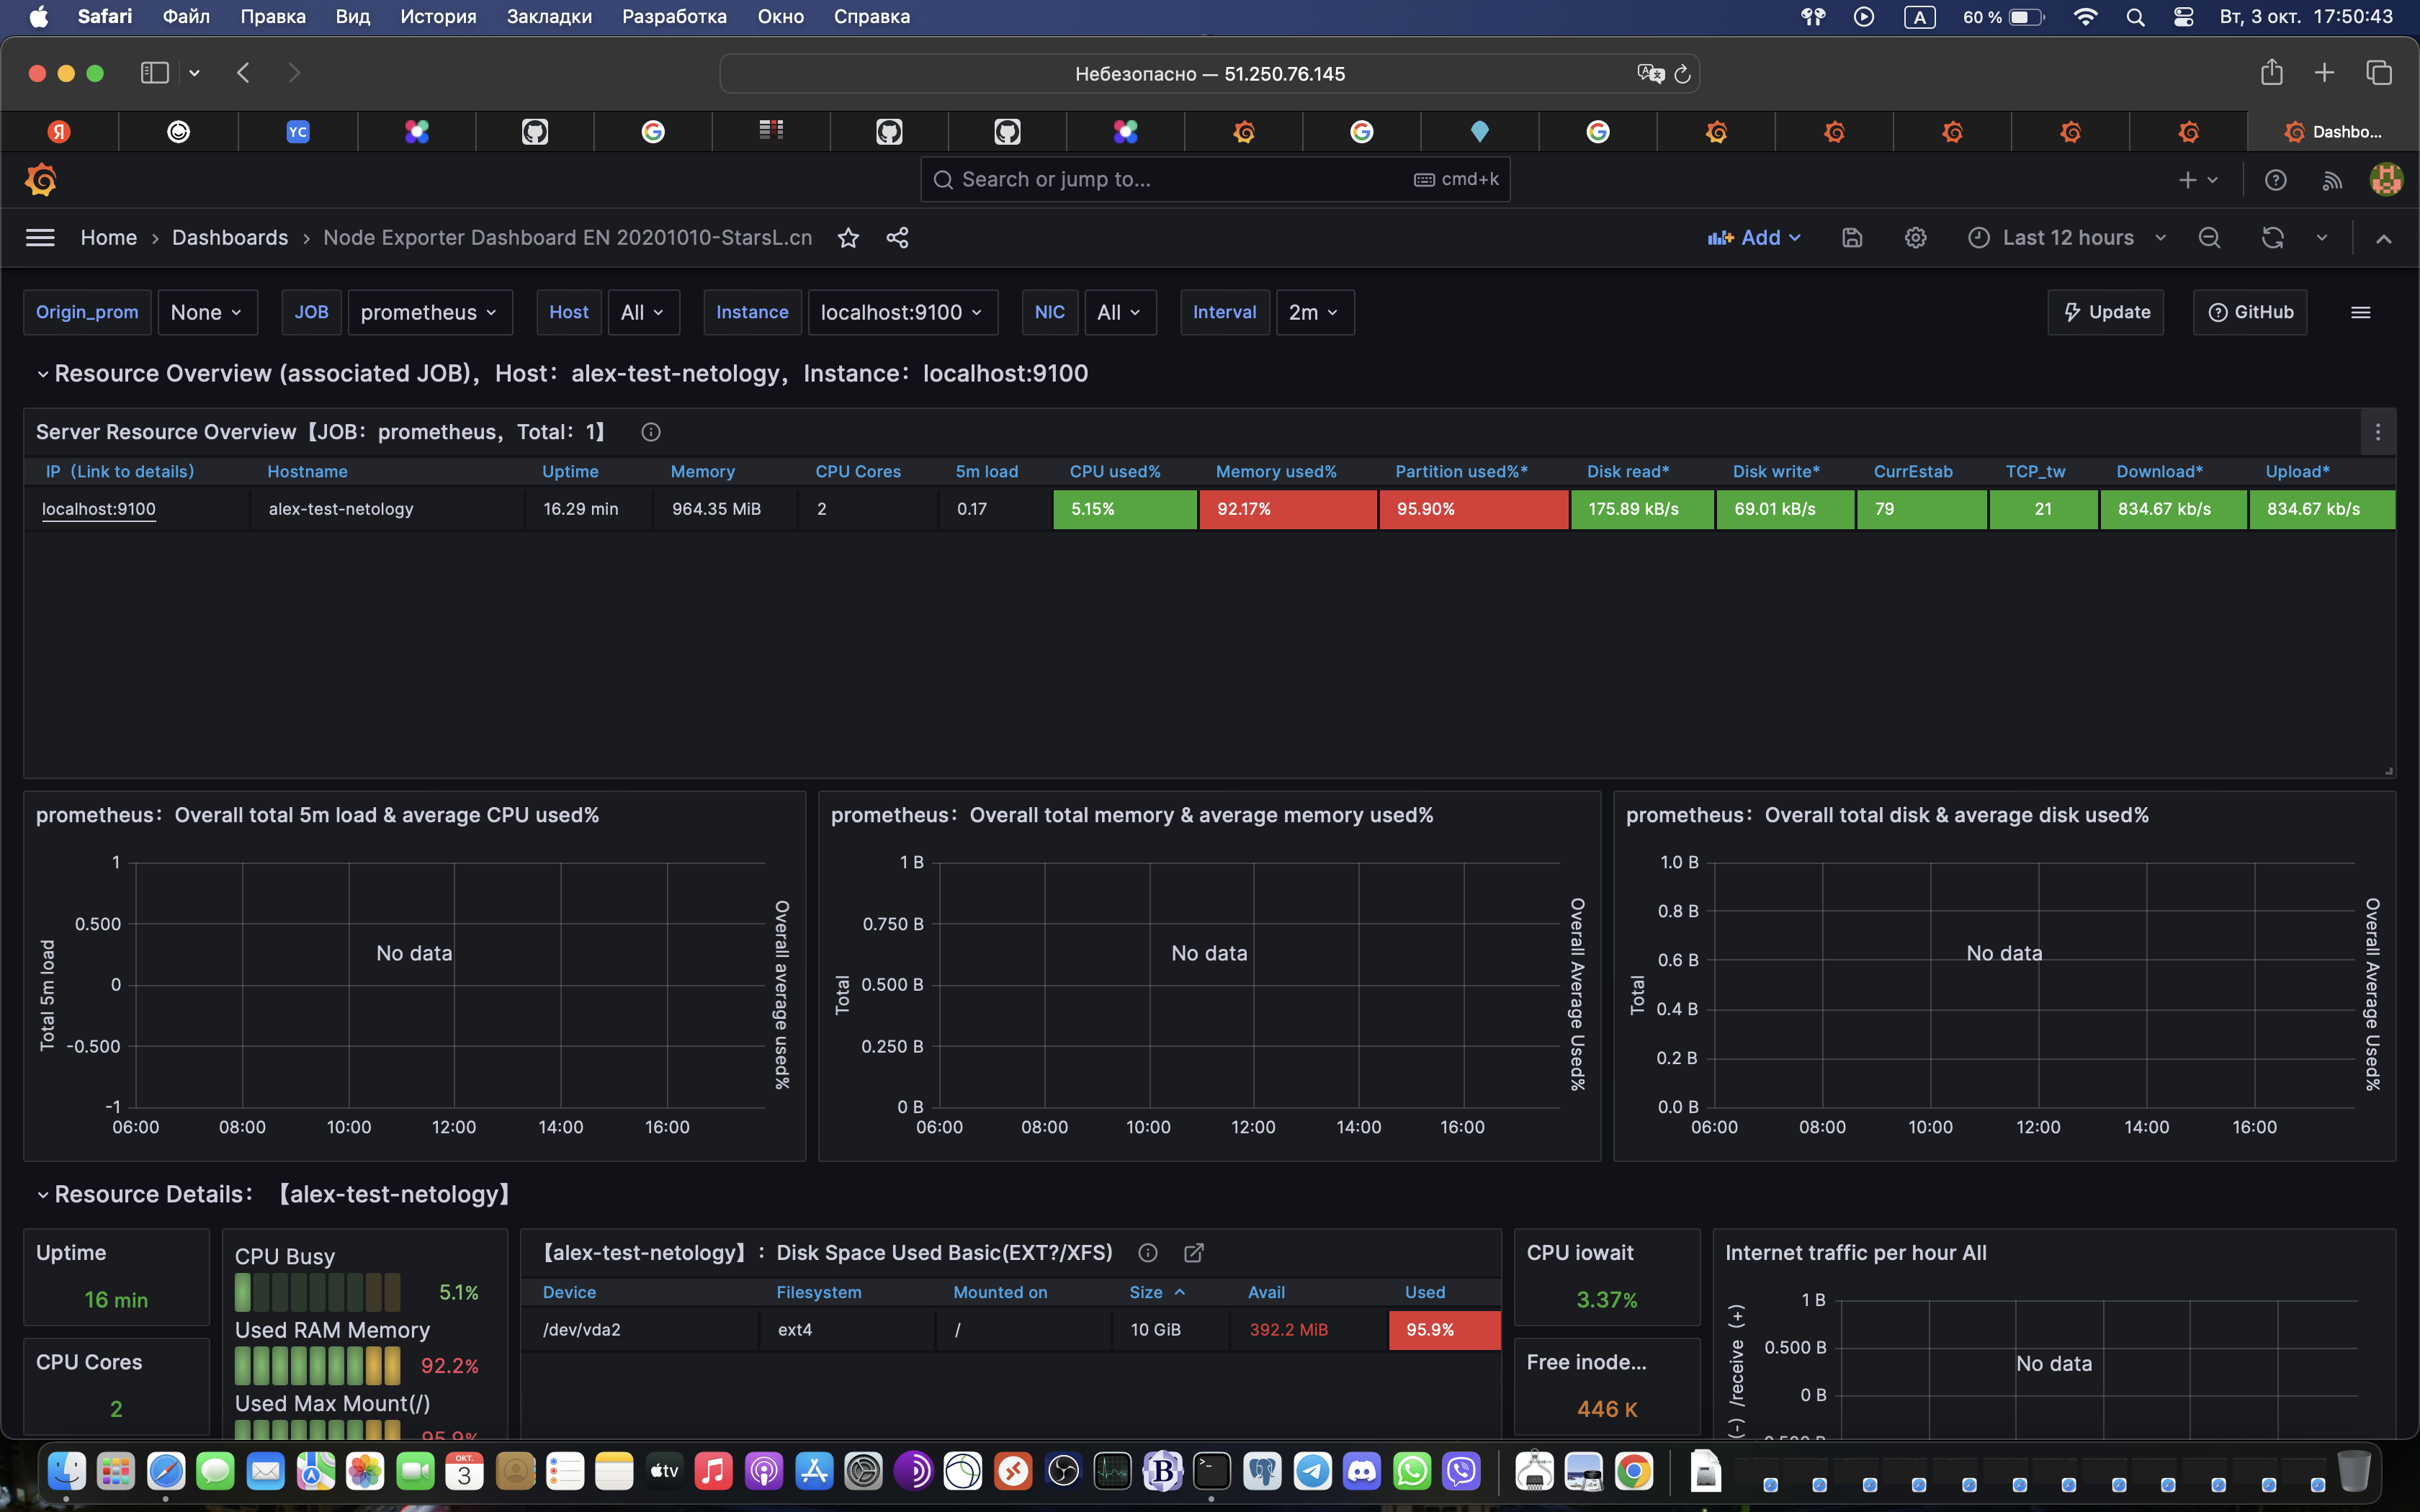 Safari Файл Правка Вид История Закладки Разработка Окно Справка A 60 % Вт, 3 окт. 17:50:43
Небезопасно — 51.250.76.145
Я YC G G G Dashbo...
Search or jump to... cmd+k
Home › Dashboards › Node Exporter Dashboard EN 20201010-StarsL.cn Add Last 12 hours
Origin_prom None JOB prometheus Host All Instance localhost:9100 NIC All Interval 2m Update GitHub
Resource Overview (associated JOB)，Host：alex-test-netology，Instance：localhost:9100
Server Resource Overview【JOB：prometheus，Total：1】
IP（Link to details) Hostname Uptime Memory CPU Cores 5m load CPU used% Memory used% Partition used%* Disk read* Disk write* CurrEstab TCP_tw Download* Upload*
localhost:9100 alex-test-netology 16.29 min 964.35 MiB 2 0.17 5.15% 92.17% 95.90% 175.89 kB/s 69.01 kB/s 79 21 834.67 kb/s 834.67 kb/s
prometheus：Overall total 5m load & average CPU used%
1
0.500
0
-0.500
-1
Total 5m load
No data
Overall average used%
06:00 08:00 10:00 12:00 14:00 16:00
prometheus：Overall total memory & average memory used%
1 B
0.750 B
0.500 B
0.250 B
0 B
Total
No data
Overall Average Used%
06:00 08:00 10:00 12:00 14:00 16:00
prometheus：Overall total disk & average disk used%
1.0 B
0.8 B
0.6 B
0.4 B
0.2 B
0.0 B
Total
No data
Overall Average Used%
06:00 08:00 10:00 12:00 14:00 16:00
Resource Details：【alex-test-netology】
Uptime
16 min
CPU Cores
2
CPU Busy
5.1%
Used RAM Memory
92.2%
Used Max Mount(/)
95.9%
【alex-test-netology】：Disk Space Used Basic(EXT?/XFS)
Device Filesystem Mounted on Size Avail Used
/dev/vda2 ext4 / 10 GiB 392.2 MiB 95.9%
CPU iowait
3.37%
Free inode...
446 K
Internet traffic per hour All
1 B
0.500 B
0 B
-0.500 B
(-) /receive (+)
No data
ОКТ.
3
tv
B